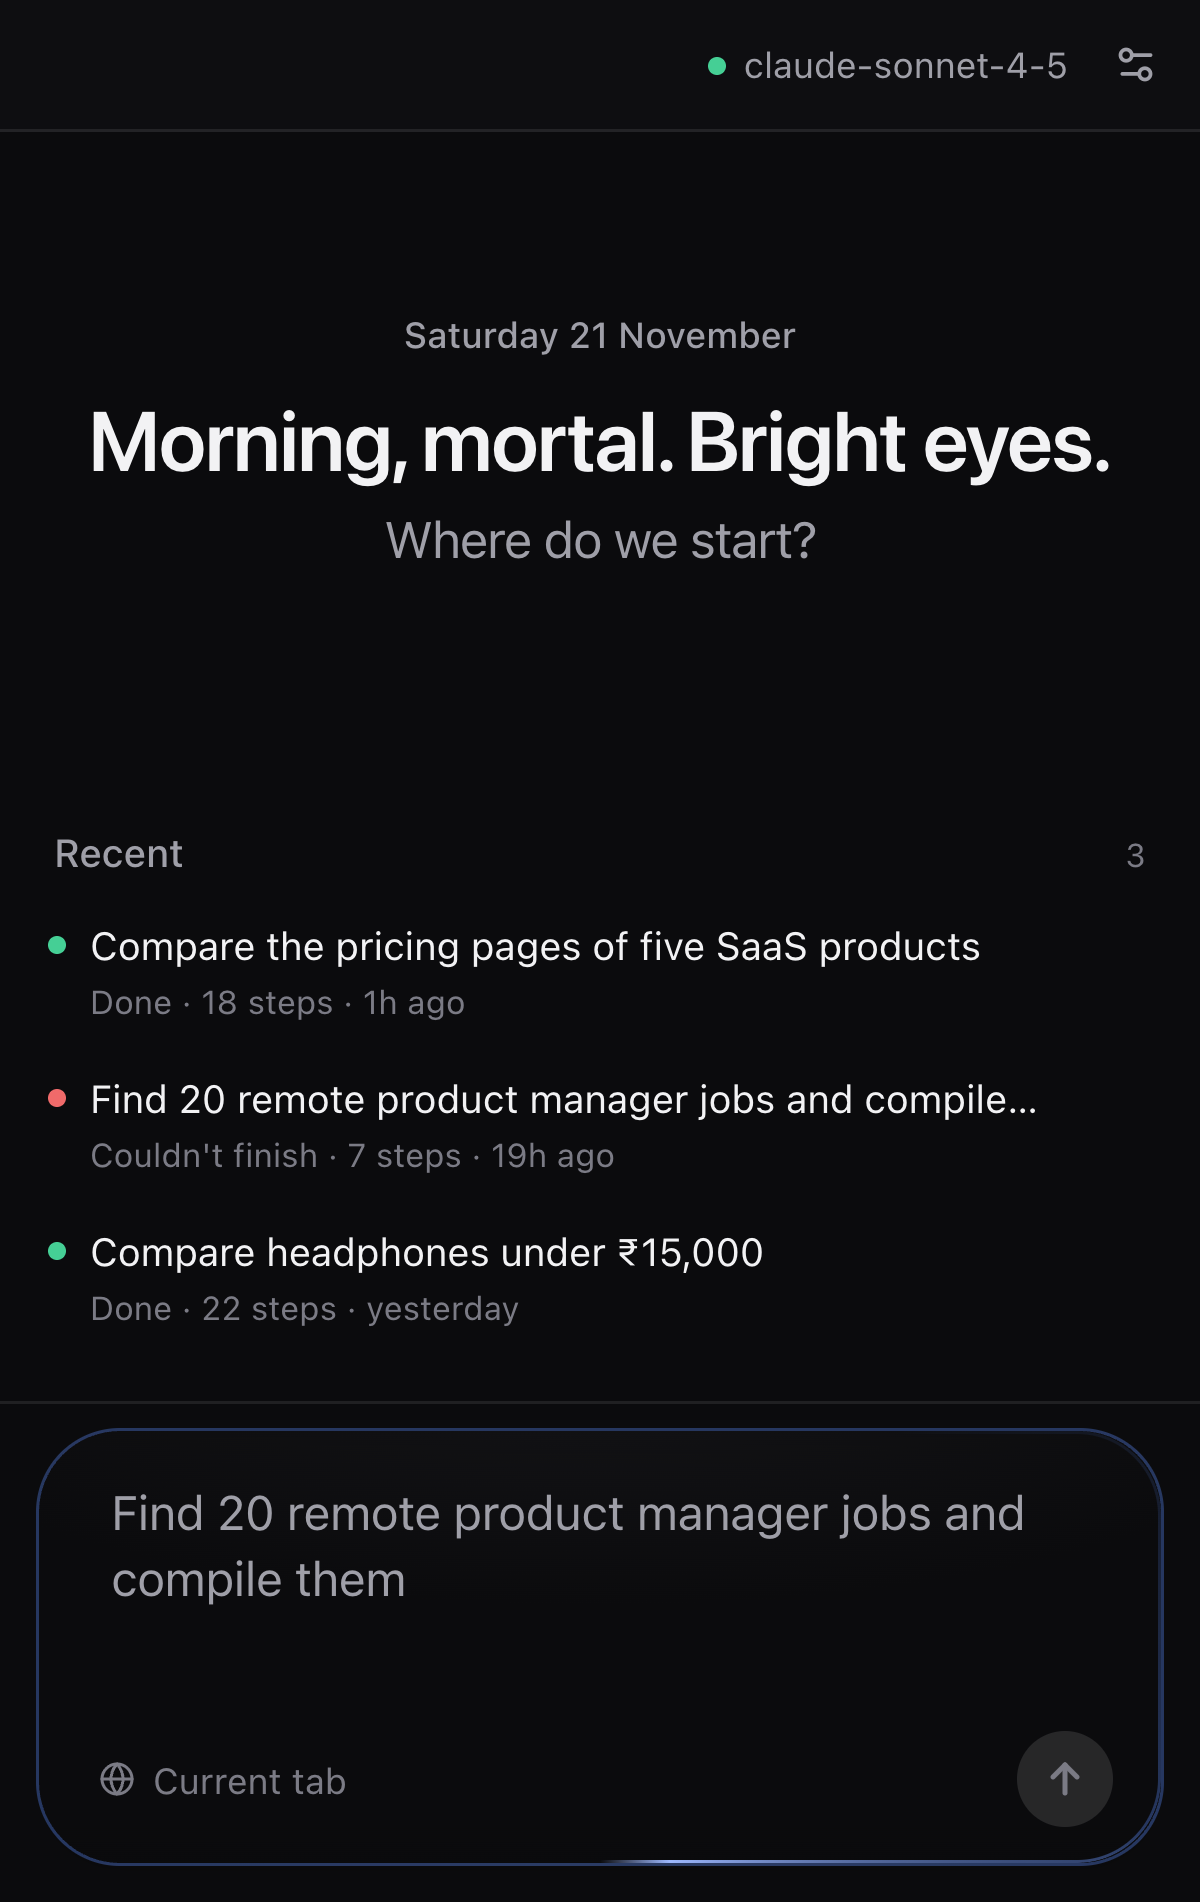 claude-sonnet-4-5
Saturday 21 November
Morning, mortal. Bright eyes.
Where do we start?
Recent
3
Compare the pricing pages of five SaaS products
Done · 18 steps · 1h ago
Find 20 remote product manager jobs and compile...
Couldn't finish · 7 steps · 19h ago
Compare headphones under ₹15,000
Done · 22 steps · yesterday
Find 20 remote product manager jobs and
compile them
Current tab